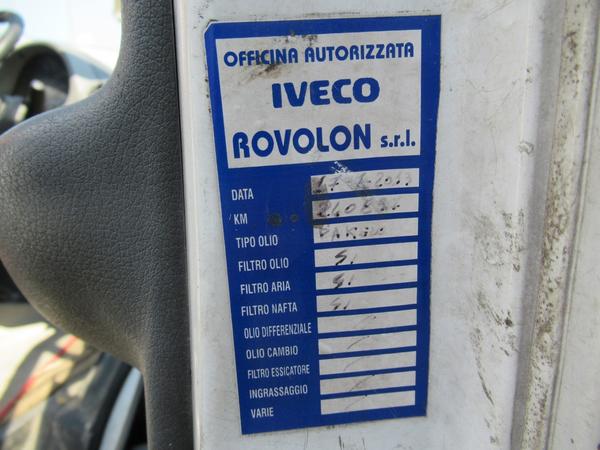 OFFICINA AUTORIZZATA
IVECO
ROVOLON s.r.l.
DATA
KM
TIPO OLIO
FILTRO OLIO SI
FILTRO ARIA SI
FILTRO NAFTA SI
OLIO DIFFERENZIALE /
OLIO CAMBIO /
FILTRO ESSICATORE /
INGRASSAGGIO /
VARIE /